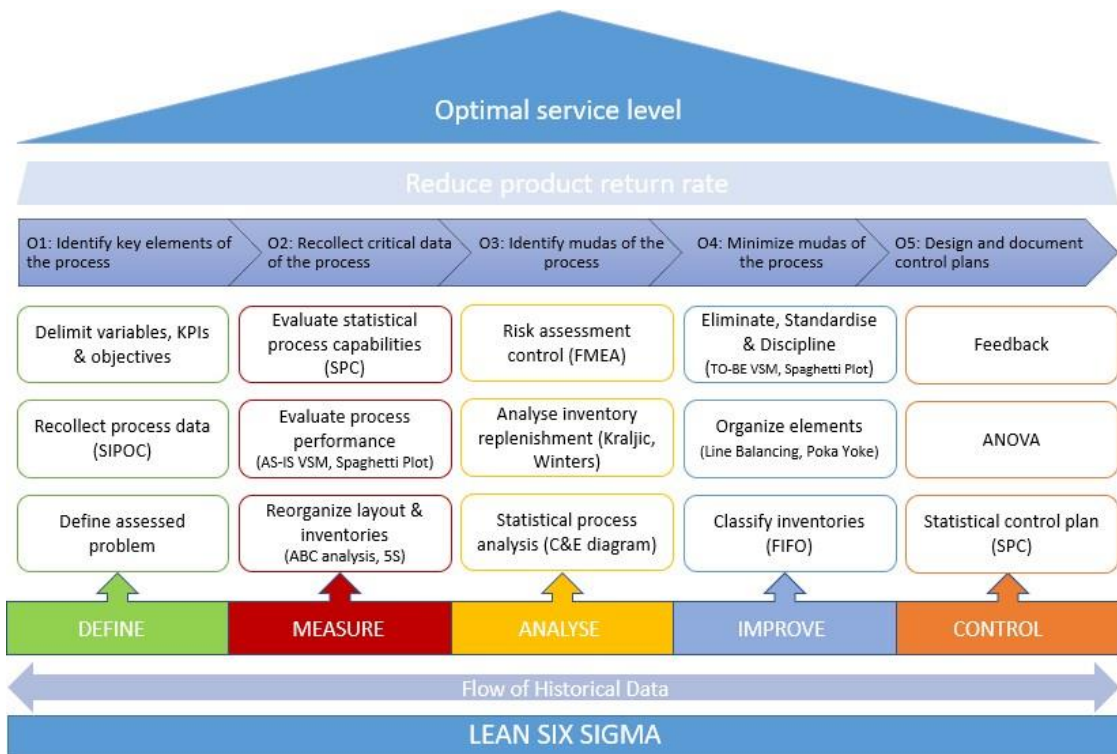 Optimal service level
Reduce product return rate
O1: Identify key elements of
the process
O2: Recollect critical data
of the process
O3: Identify mudas of the
process
O4: Minimize mudas of
the process
O5: Design and document
control plans
Delimit variables, KPIs
& objectives
Evaluate statistical
process capabilities
(SPC)
Risk assessment
control (FMEA)
Eliminate, Standardise
& Discipline
(TO-BE VSM, Spaghetti Plot)
Feedback
Recollect process data
(SIPOC)
Evaluate process
performance
(AS-IS VSM, Spaghetti Plot)
Analyse inventory
replenishment (Kraljic,
Winters)
Organize elements
(Line Balancing, Poka Yoke)
ANOVA
Define assessed
problem
Reorganize layout &
inventories
(ABC analysis, 5S)
Statistical process
analysis (C&E diagram)
Classify inventories
(FIFO)
Statistical control plan
(SPC)
DEFINE
MEASURE
ANALYSE
IMPROVE
CONTROL
Flow of Historical Data
LEAN SIX SIGMA